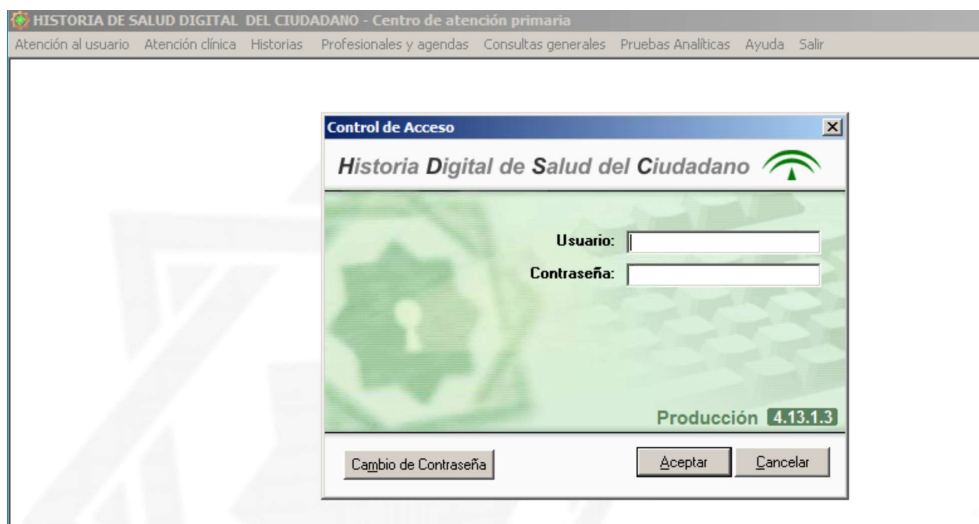 HISTORIA DE SALUD DIGITAL DEL CIUDADANO - Centro de atención primaria
Atención al usuario Atención clínica Historias Profesionales y agendas Consultas generales Pruebas Analíticas Ayuda Salir
Control de Acceso
Historia Digital de Salud del Ciudadano
Usuario:
Contraseña:
Producción 4.13.1.3
Cambio de Contraseña Aceptar Cancelar